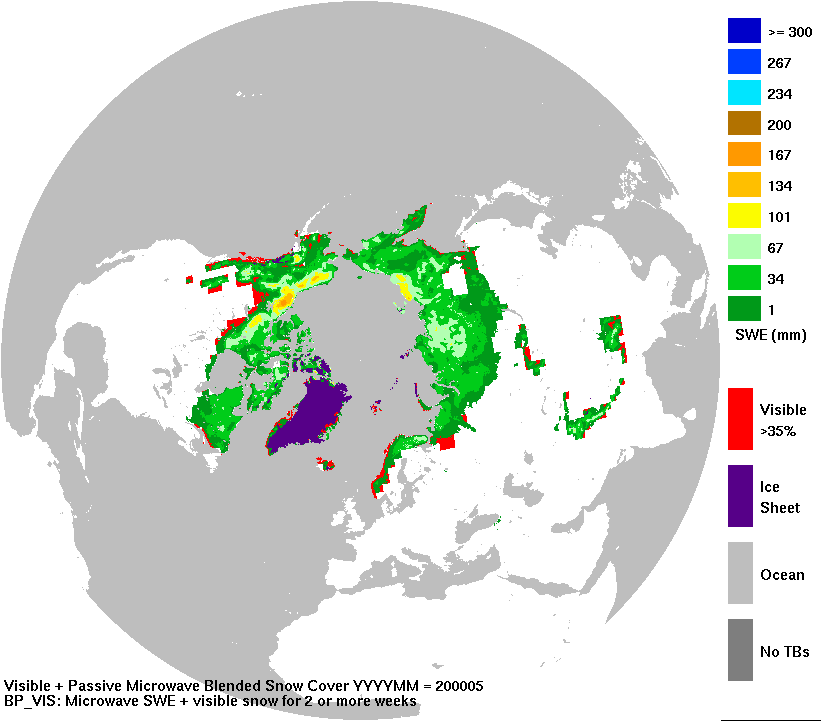 >= 300
267
234
200
167
134
101
67
34
1
SWE (mm)
Visible
>35%
Ice
Sheet
Ocean
No TBs
Visible + Passive Microwave Blended Snow Cover YYYYMM = 200005
BP_VIS: Microwave SWE + visible snow for 2 or more weeks